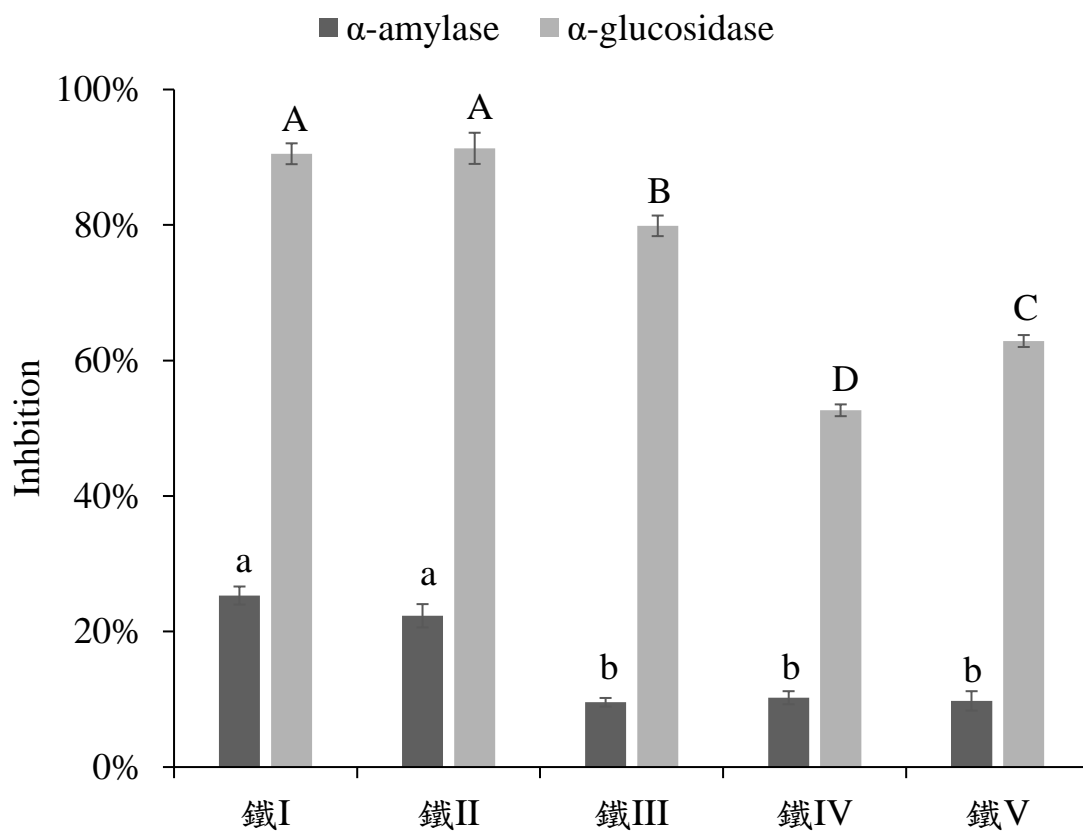 α-amylase α-glucosidase
100%
80%
60%
40%
20%
0%
Inhbition
a A
a A
b B
b D
b C
鐵I 鐵II 鐵III 鐵IV 鐵V